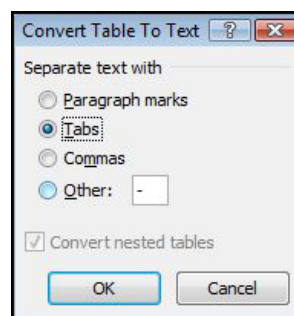 Convert Table To Text
Separate text with
Paragraph marks
Tabs
Commas
Other: -
Convert nested tables
OK Cancel